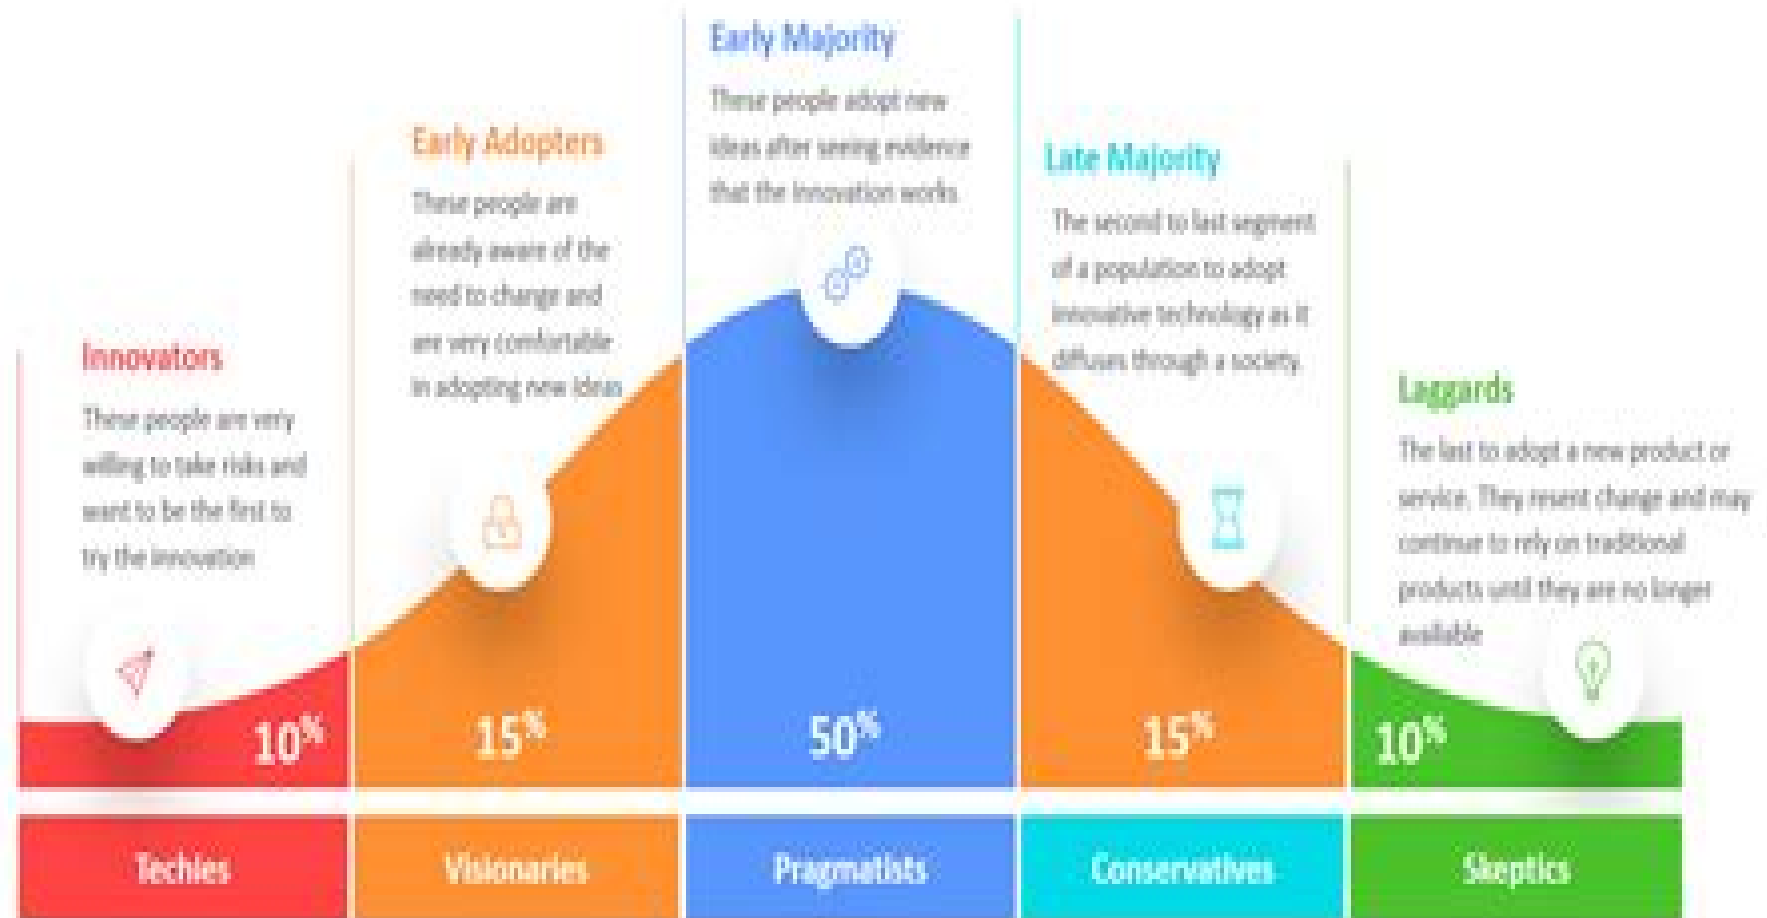 Early Majority
These people adopt new
ideas after seeing evidence
that the innovation works
Early Adopters
These people are
already aware of the
need to change and
are very comfortable
in adopting new ideas
Late Majority
The second to last segment
of a population to adopt
innovative technology as it
diffuses through a society.
Innovators
These people are very
willing to take risks and
want to be the first to
try the innovation
Laggards
The last to adopt a new product or
service. They resent change and may
continue to rely on traditional
products until they are no longer
available
10%
15%
50%
15%
10%
Techies
Visionaries
Pragmatists
Conservatives
Skeptics